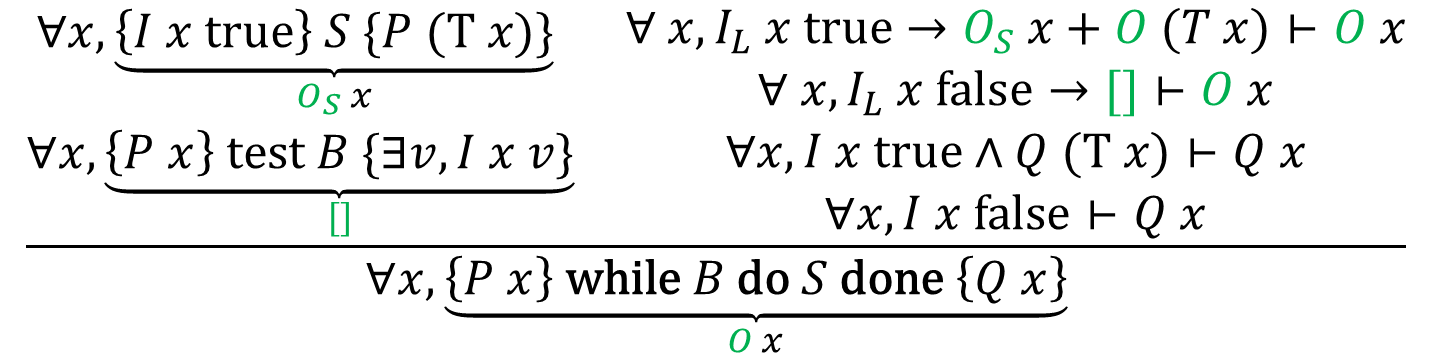 ∀x, {I x true} S {P (T x)}
O_S x
∀x, {P x} test B {∃v, I x v}
[]
∀ x, I_L x true → O_S x + O (T x) ⊢ O x
∀ x, I_L x false → [] ⊢ O x
∀x, I x true ∧ Q (T x) ⊢ Q x
∀x, I x false ⊢ Q x
∀x, {P x} while B do S done {Q x}
O x